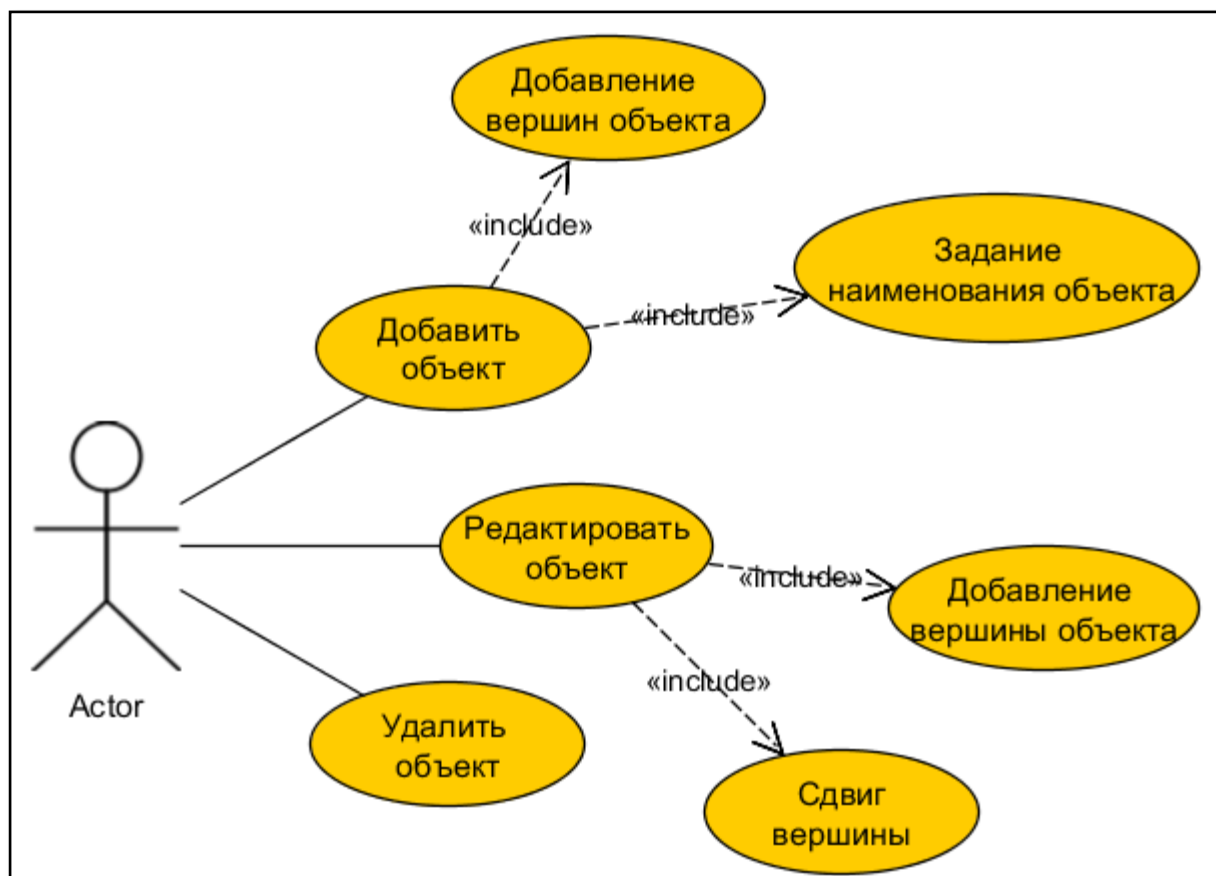 Добавление
вершин объекта
«include»
Задание
наименования объекта
«include»
Добавить
объект
Редактировать
объект
«include»
Добавление
вершины объекта
«include»
Actor
Удалить
объект
Сдвиг
вершины